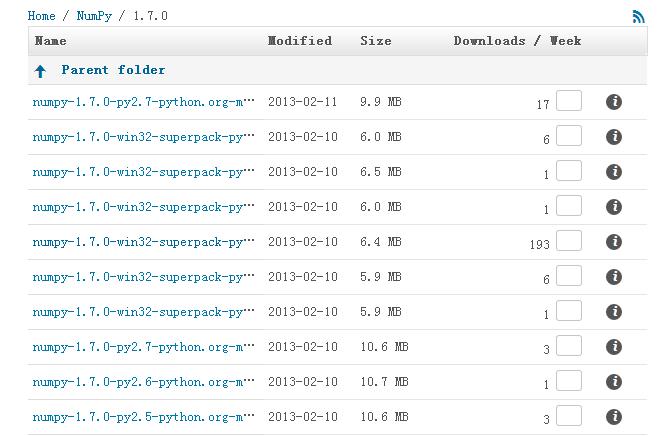 Home / NumPy / 1.7.0
Name Modified Size Downloads / Week
Parent folder
numpy-1.7.0-py2.7-python.org-m··· 2013-02-11 9.9 MB 17
numpy-1.7.0-win32-superpack-py··· 2013-02-10 6.0 MB 6
numpy-1.7.0-win32-superpack-py··· 2013-02-10 6.5 MB 1
numpy-1.7.0-win32-superpack-py··· 2013-02-10 6.0 MB 1
numpy-1.7.0-win32-superpack-py··· 2013-02-10 6.4 MB 193
numpy-1.7.0-win32-superpack-py··· 2013-02-10 5.9 MB 6
numpy-1.7.0-win32-superpack-py··· 2013-02-10 5.9 MB 1
numpy-1.7.0-py2.7-python.org-m··· 2013-02-10 10.6 MB 3
numpy-1.7.0-py2.6-python.org-m··· 2013-02-10 10.7 MB 1
numpy-1.7.0-py2.5-python.org-m··· 2013-02-10 10.6 MB 3